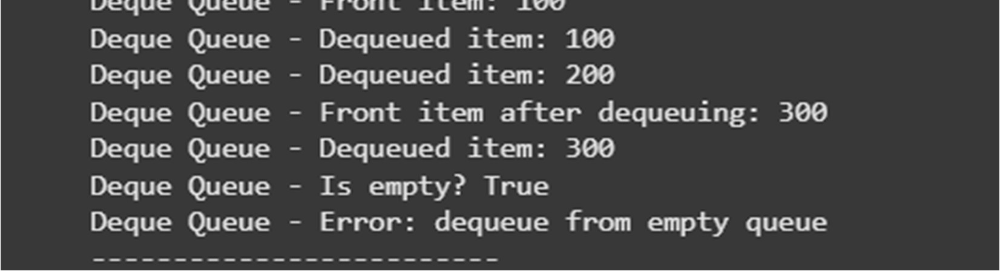 Deque Queue - Front item: 100
Deque Queue - Dequeued item: 100
Deque Queue - Dequeued item: 200
Deque Queue - Front item after dequeuing: 300
Deque Queue - Dequeued item: 300
Deque Queue - Is empty? True
Deque Queue - Error: dequeue from empty queue
-------------------------